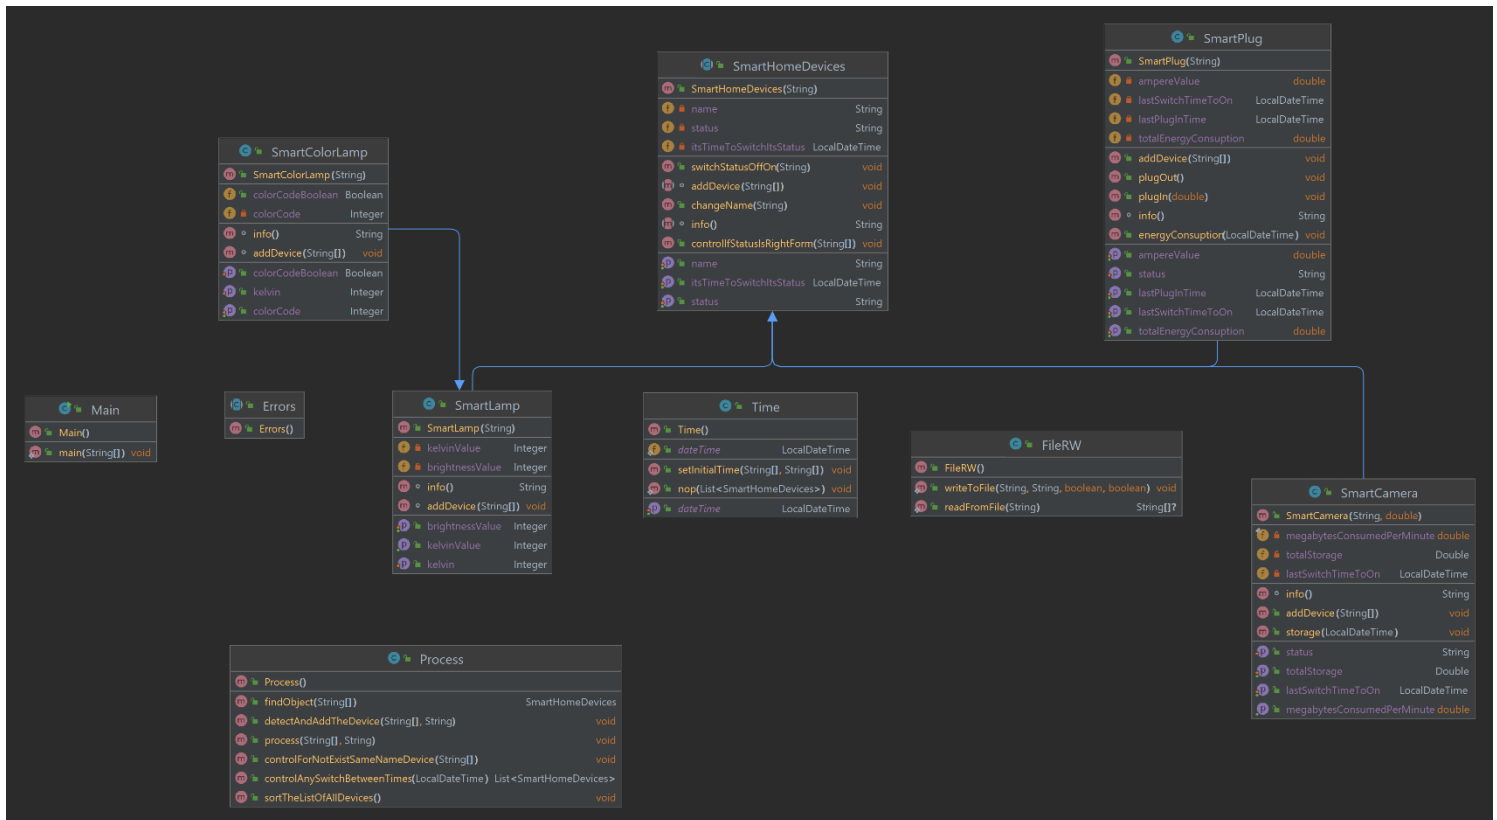 SmartPlug
SmartPlug(String)
ampereValue double
lastSwitchTimeToOn LocalDateTime
lastPlugInTime LocalDateTime
totalEnergyConsuption double
addDevice(String[]) void
plugOut() void
plugIn(double) void
info() String
energyConsuption(LocalDateTime) void
ampereValue double
status String
lastPlugInTime LocalDateTime
lastSwitchTimeToOn LocalDateTime
totalEnergyConsuption double
SmartHomeDevices
SmartHomeDevices(String)
name String
status String
itsTimeToSwitchItsStatus LocalDateTime
switchStatusOffOn(String) void
addDevice(String[]) void
changeName(String) void
info() String
controlIfStatusIsRightForm(String[]) void
name String
itsTimeToSwitchItsStatus LocalDateTime
status String
SmartColorLamp
SmartColorLamp(String)
colorCodeBoolean Boolean
colorCode Integer
info() String
addDevice(String[]) void
colorCodeBoolean Boolean
kelvin Integer
colorCode Integer
Main
Main()
main(String[]) void
Errors
Errors()
SmartLamp
SmartLamp(String)
kelvinValue Integer
brightnessValue Integer
info() String
addDevice(String[]) void
brightnessValue Integer
kelvinValue Integer
kelvin Integer
Time
Time()
dateTime LocalDateTime
setInitialTime(String[], String[]) void
nop(List<SmartHomeDevices>) void
dateTime LocalDateTime
FileRW
FileRW()
writeToFile(String, String, boolean, boolean) void
readFromFile(String) String[]?
SmartCamera
SmartCamera(String, double)
megabytesConsumedPerMinute double
totalStorage Double
lastSwitchTimeToOn LocalDateTime
info() String
addDevice(String[]) void
storage(LocalDateTime) void
status String
totalStorage Double
lastSwitchTimeToOn LocalDateTime
megabytesConsumedPerMinute double
Process
Process()
findObject(String[]) SmartHomeDevices
detectAndAddTheDevice(String[], String) void
process(String[], String) void
controlForNotExistSameNameDevice(String[]) void
controlAnySwitchBetweenTimes(LocalDateTime) List<SmartHomeDevices>
sortTheListOfAllDevices() void